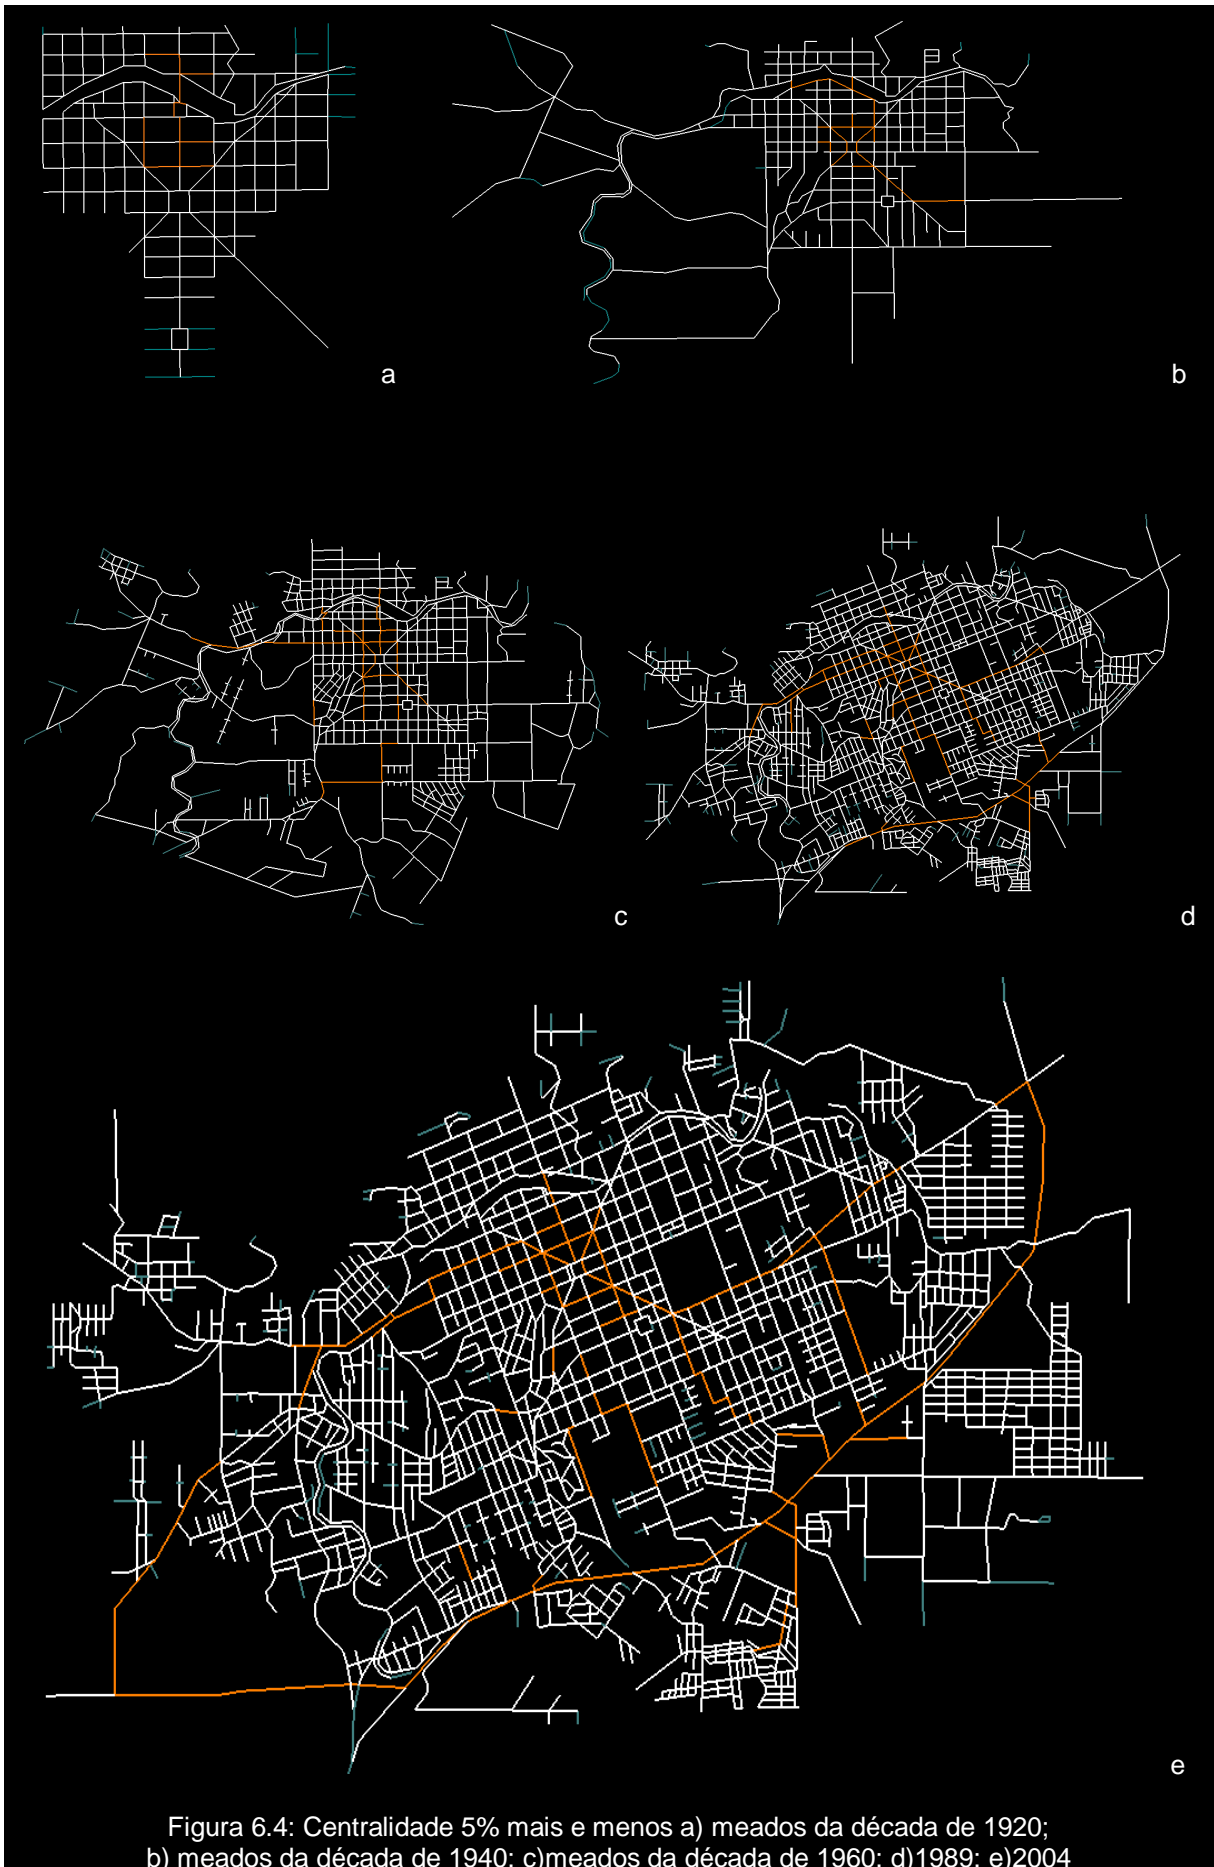 a
b
c
d
e
Figura 6.4: Centralidade 5% mais e menos a) meados da década de 1920;
b) meados da década de 1940; c)meados da década de 1960; d)1989; e)2004